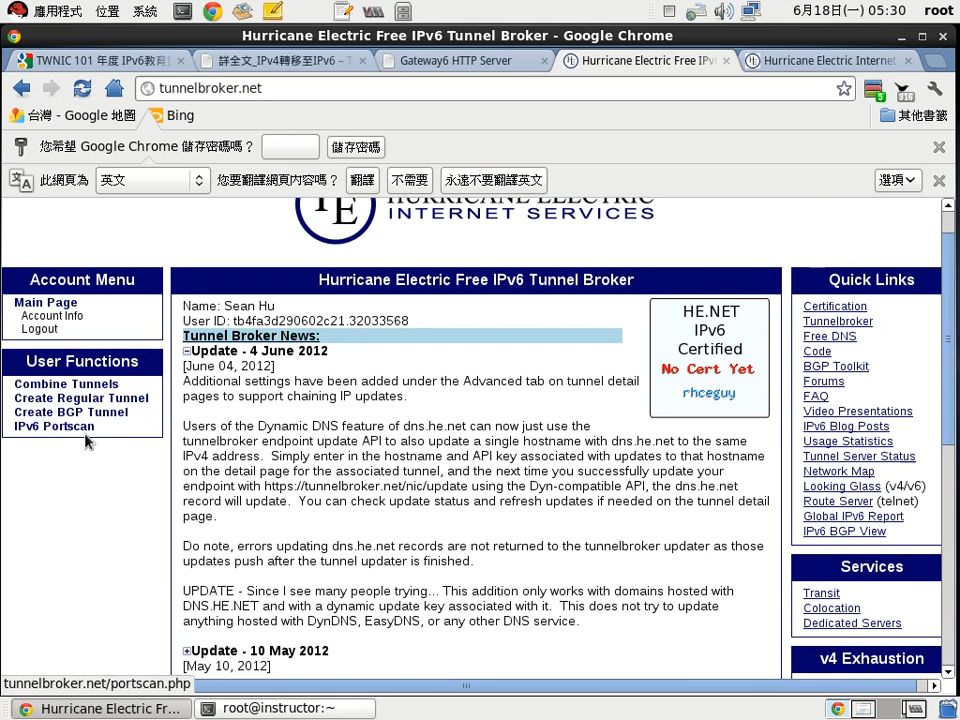 應用程式 位置 系統
6月18日(一) 05:30 root
Hurricane Electric Free IPv6 Tunnel Broker - Google Chrome
TWNIC 101 年度 IPv6教育
詳全文_IPv4轉移至IPv6 – T
Gateway6 HTTP Server
Hurricane Electric Free IPv
Hurricane Electric Internet
tunnelbroker.net
5
916
台灣 - Google 地圖
Bing
其他書籤
您希望 Google Chrome 儲存密碼嗎？
儲存密碼
此網頁為 英文 您要翻譯網頁內容嗎？ 翻譯 不需要 永遠不要翻譯英文 選項
HURRICANE ELECTRIC
INTERNET SERVICES
Account Menu
Main Page
Account Info
Logout
User Functions
Combine Tunnels
Create Regular Tunnel
Create BGP Tunnel
IPv6 Portscan
Hurricane Electric Free IPv6 Tunnel Broker
Name: Sean Hu
User ID: tb4fa3d290602c21.32033568
Tunnel Broker News:
Update - 4 June 2012
[June 04, 2012]
Additional settings have been added under the Advanced tab on tunnel detail
pages to support chaining IP updates.
Users of the Dynamic DNS feature of dns.he.net can now just use the
tunnelbroker endpoint update API to also update a single hostname with dns.he.net to the same
IPv4 address. Simply enter in the hostname and API key associated with updates to that hostname
on the detail page for the associated tunnel, and the next time you successfully update your
endpoint with https://tunnelbroker.net/nic/update using the Dyn-compatible API, the dns.he.net
record will update. You can check update status and refresh updates if needed on the tunnel detail
page.
Do note, errors updating dns.he.net records are not returned to the tunnelbroker updater as those
updates push after the tunnel updater is finished.
UPDATE - Since I see many people trying... This addition only works with domains hosted with
DNS.HE.NET and with a dynamic update key associated with it. This does not try to update
anything hosted with DynDNS, EasyDNS, or any other DNS service.
Update - 10 May 2012
[May 10, 2012]
HE.NET
IPv6
Certified
No Cert Yet
rhceguy
Quick Links
Certification
Tunnelbroker
Free DNS
Code
BGP Toolkit
Forums
FAQ
Video Presentations
IPv6 Blog Posts
Usage Statistics
Tunnel Server Status
Network Map
Looking Glass (v4/v6)
Route Server (telnet)
Global IPv6 Report
IPv6 BGP View
Services
Transit
Colocation
Dedicated Servers
v4 Exhaustion
tunnelbroker.net/portscan.php
Hurricane Electric Fr...
root@instructor:~